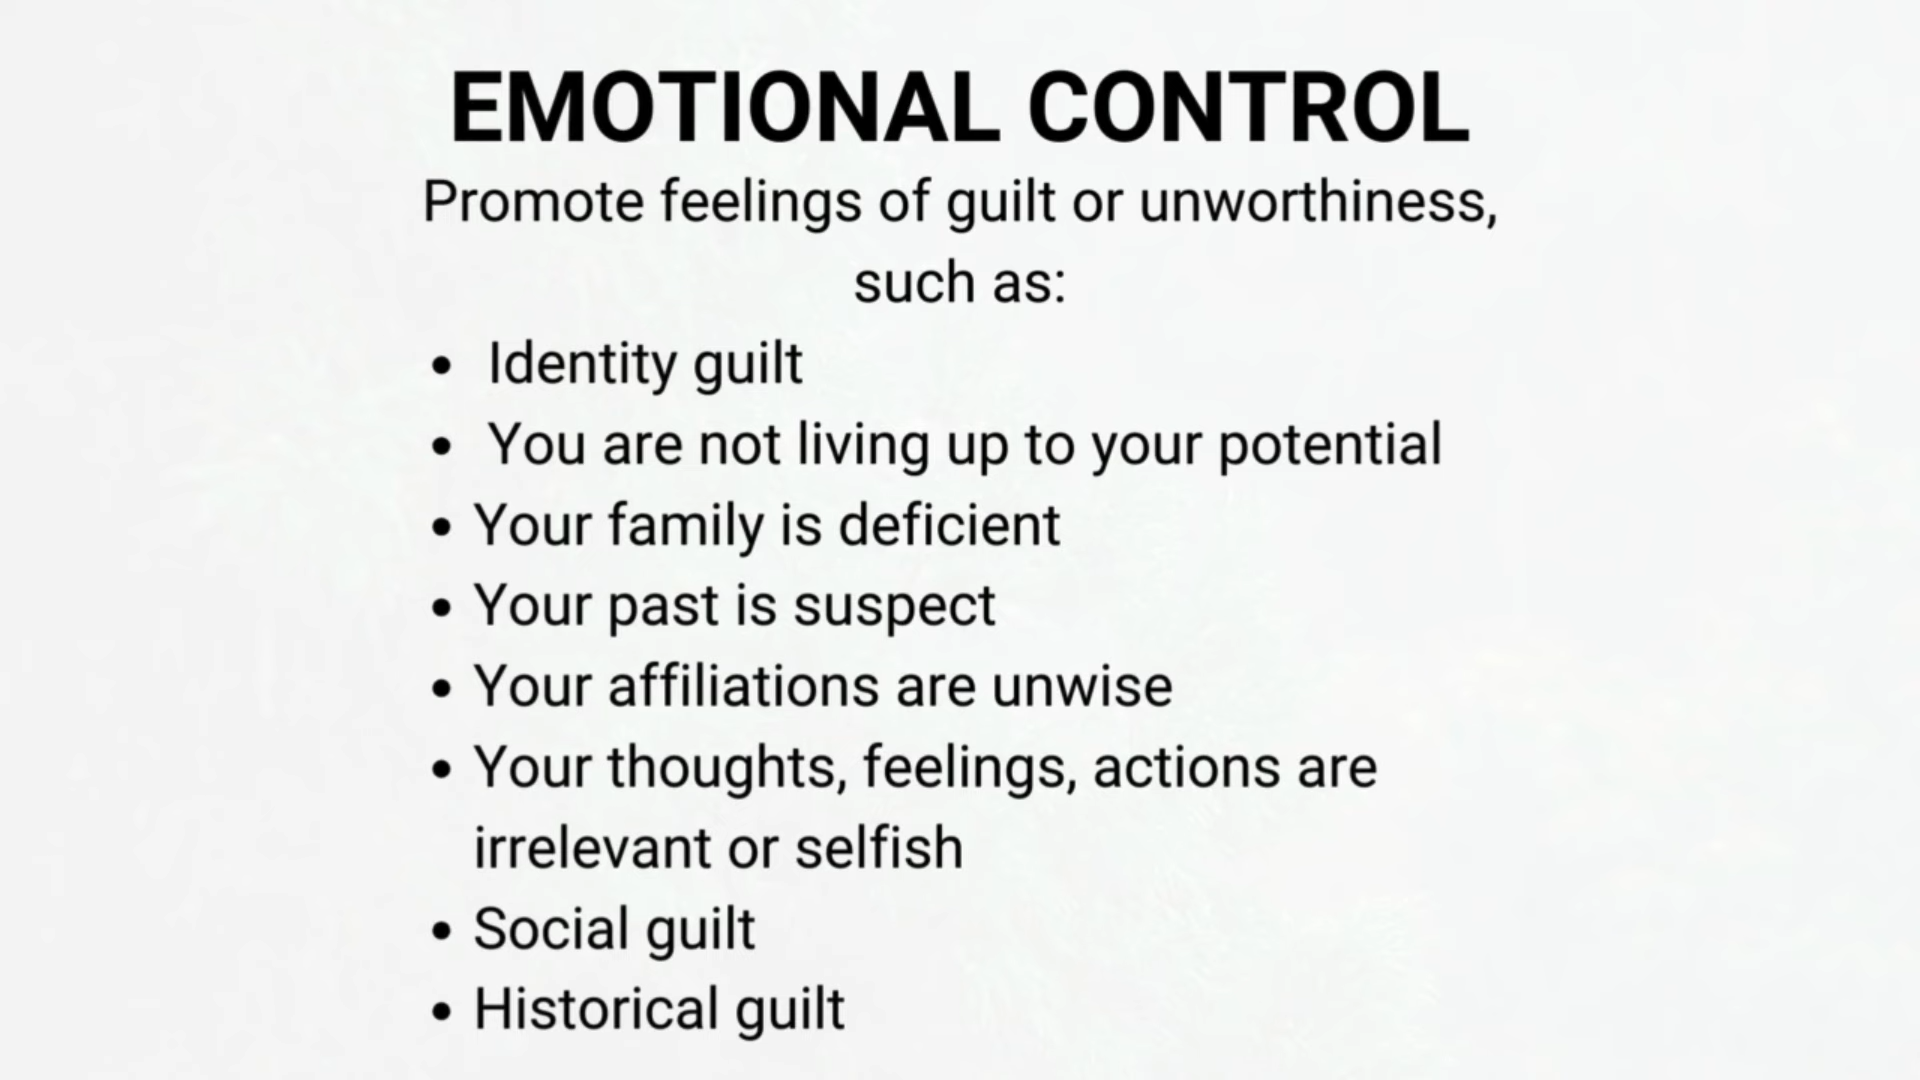 EMOTIONAL CONTROL
Promote feelings of guilt or unworthiness,
such as:
• Identity guilt
• You are not living up to your potential
• Your family is deficient
• Your past is suspect
• Your affiliations are unwise
• Your thoughts, feelings, actions are
irrelevant or selfish
• Social guilt
• Historical guilt